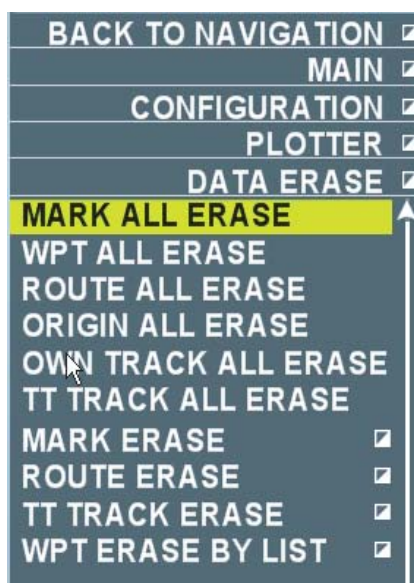 BACK TO NAVIGATION
MAIN
CONFIGURATION
PLOTTER
DATA ERASE
MARK ALL ERASE
WPT ALL ERASE
ROUTE ALL ERASE
ORIGIN ALL ERASE
OWN TRACK ALL ERASE
TT TRACK ALL ERASE
MARK ERASE
ROUTE ERASE
TT TRACK ERASE
WPT ERASE BY LIST